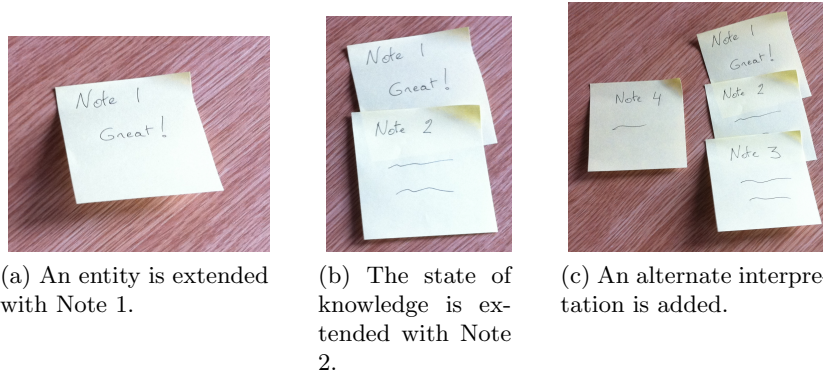 Note 1
Great!
Note 1
Great!
Note 2
Note 4
Note 1
Great!
Note 2
Note 3
(a) An entity is extended
with Note 1.
(b) The state of
knowledge is ex-
tended with Note
2.
(c) An alternate interpre-
tation is added.